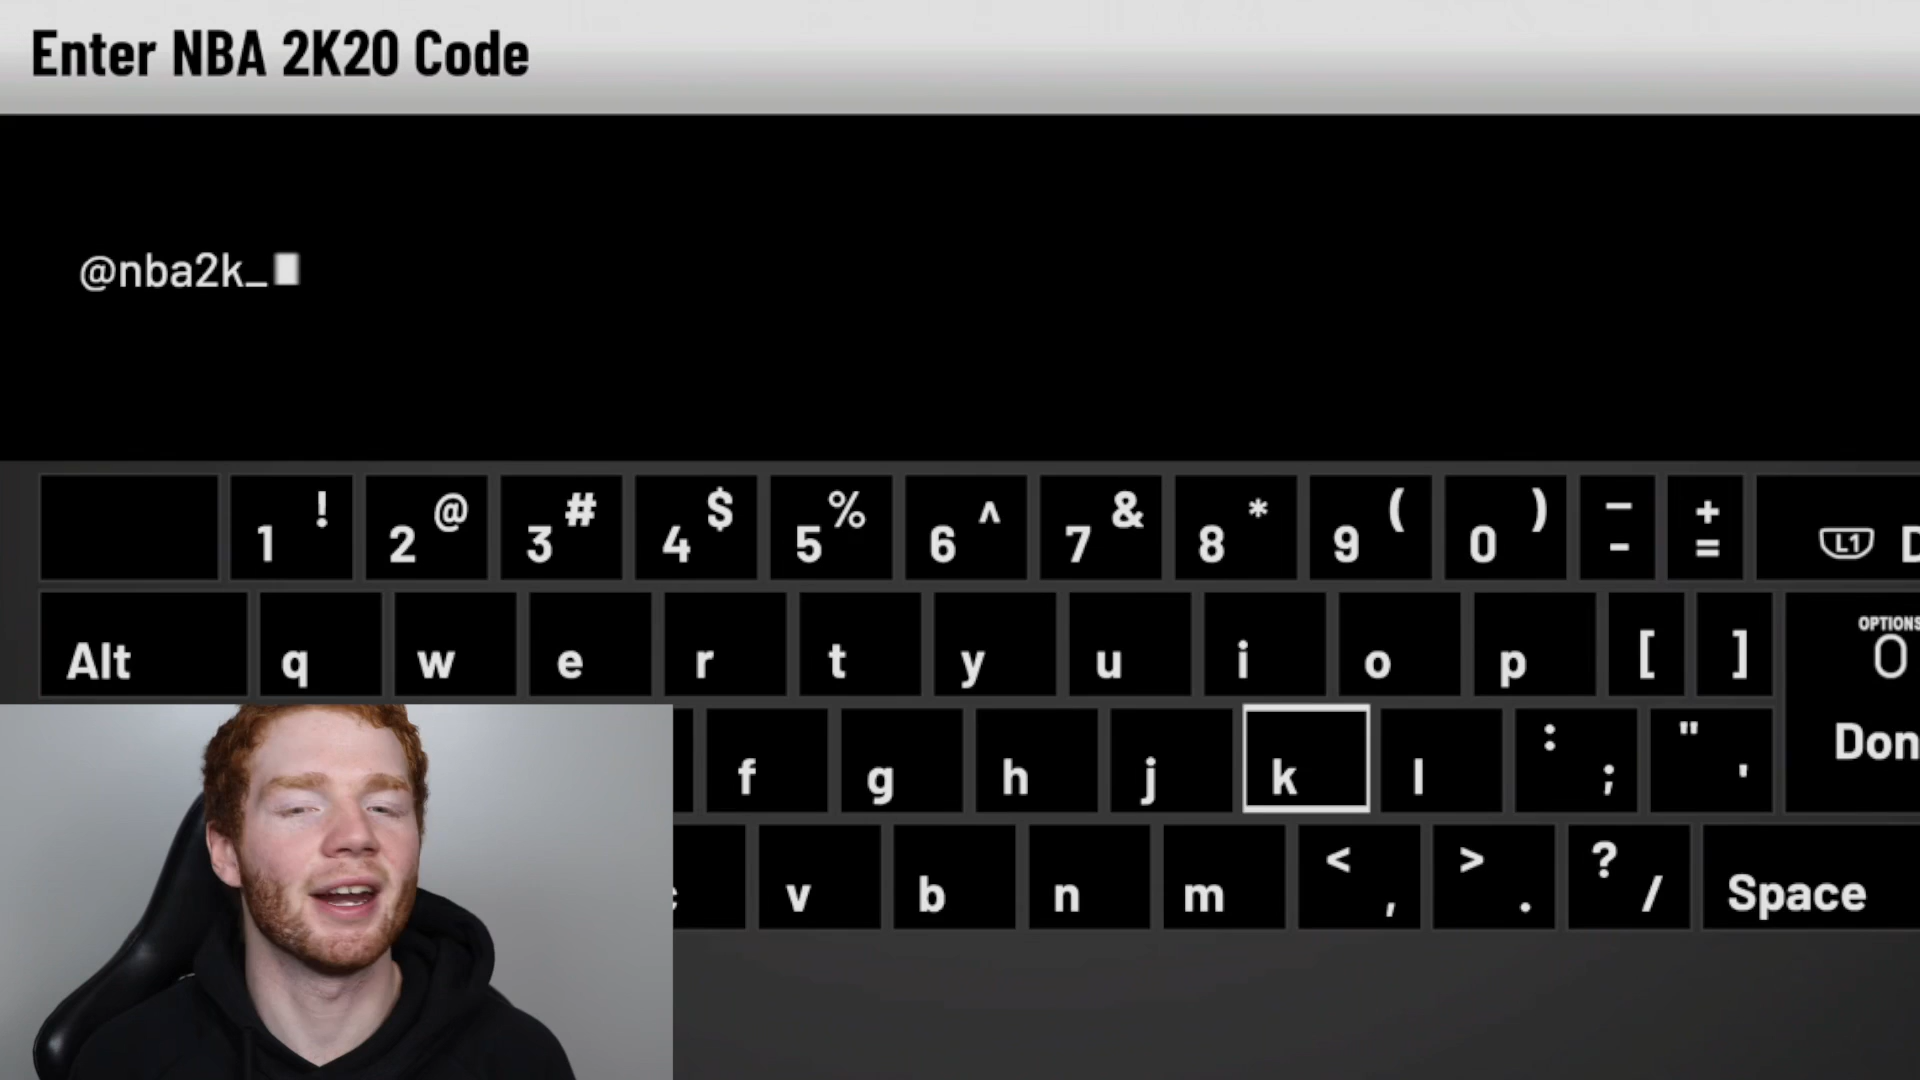 Enter NBA 2K20 Code
@nba2k_
! @ # $ % ^ & * ( ) _ +
1 2 3 4 5 6 7 8 9 0 - = L1 D
Alt q w e r t y u i o p [ ] OPTIONS
f g h j k l : ; " ' Don
v b n m < , > . ? / Space